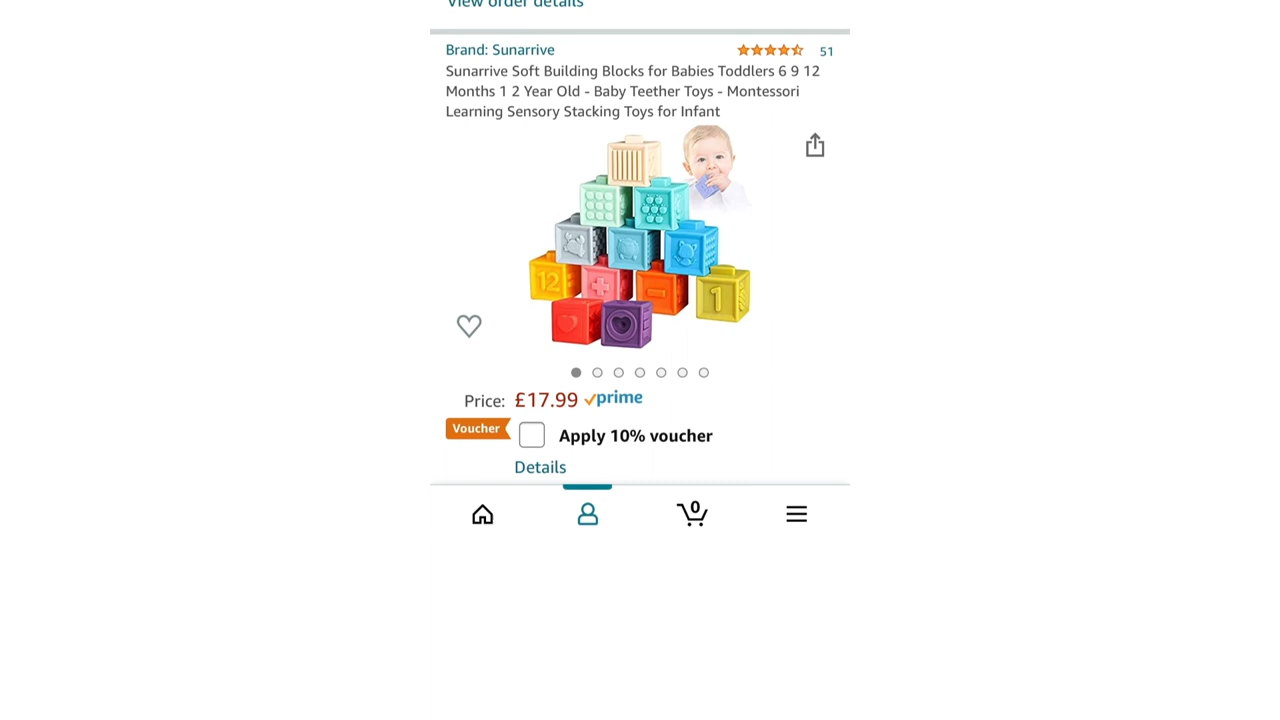 View order details
Brand: Sunarrive
51
Sunarrive Soft Building Blocks for Babies Toddlers 6 9 12
Months 1 2 Year Old - Baby Teether Toys - Montessori
Learning Sensory Stacking Toys for Infant
12
1
Price: £17.99 prime
Voucher
Apply 10% voucher
Details
0